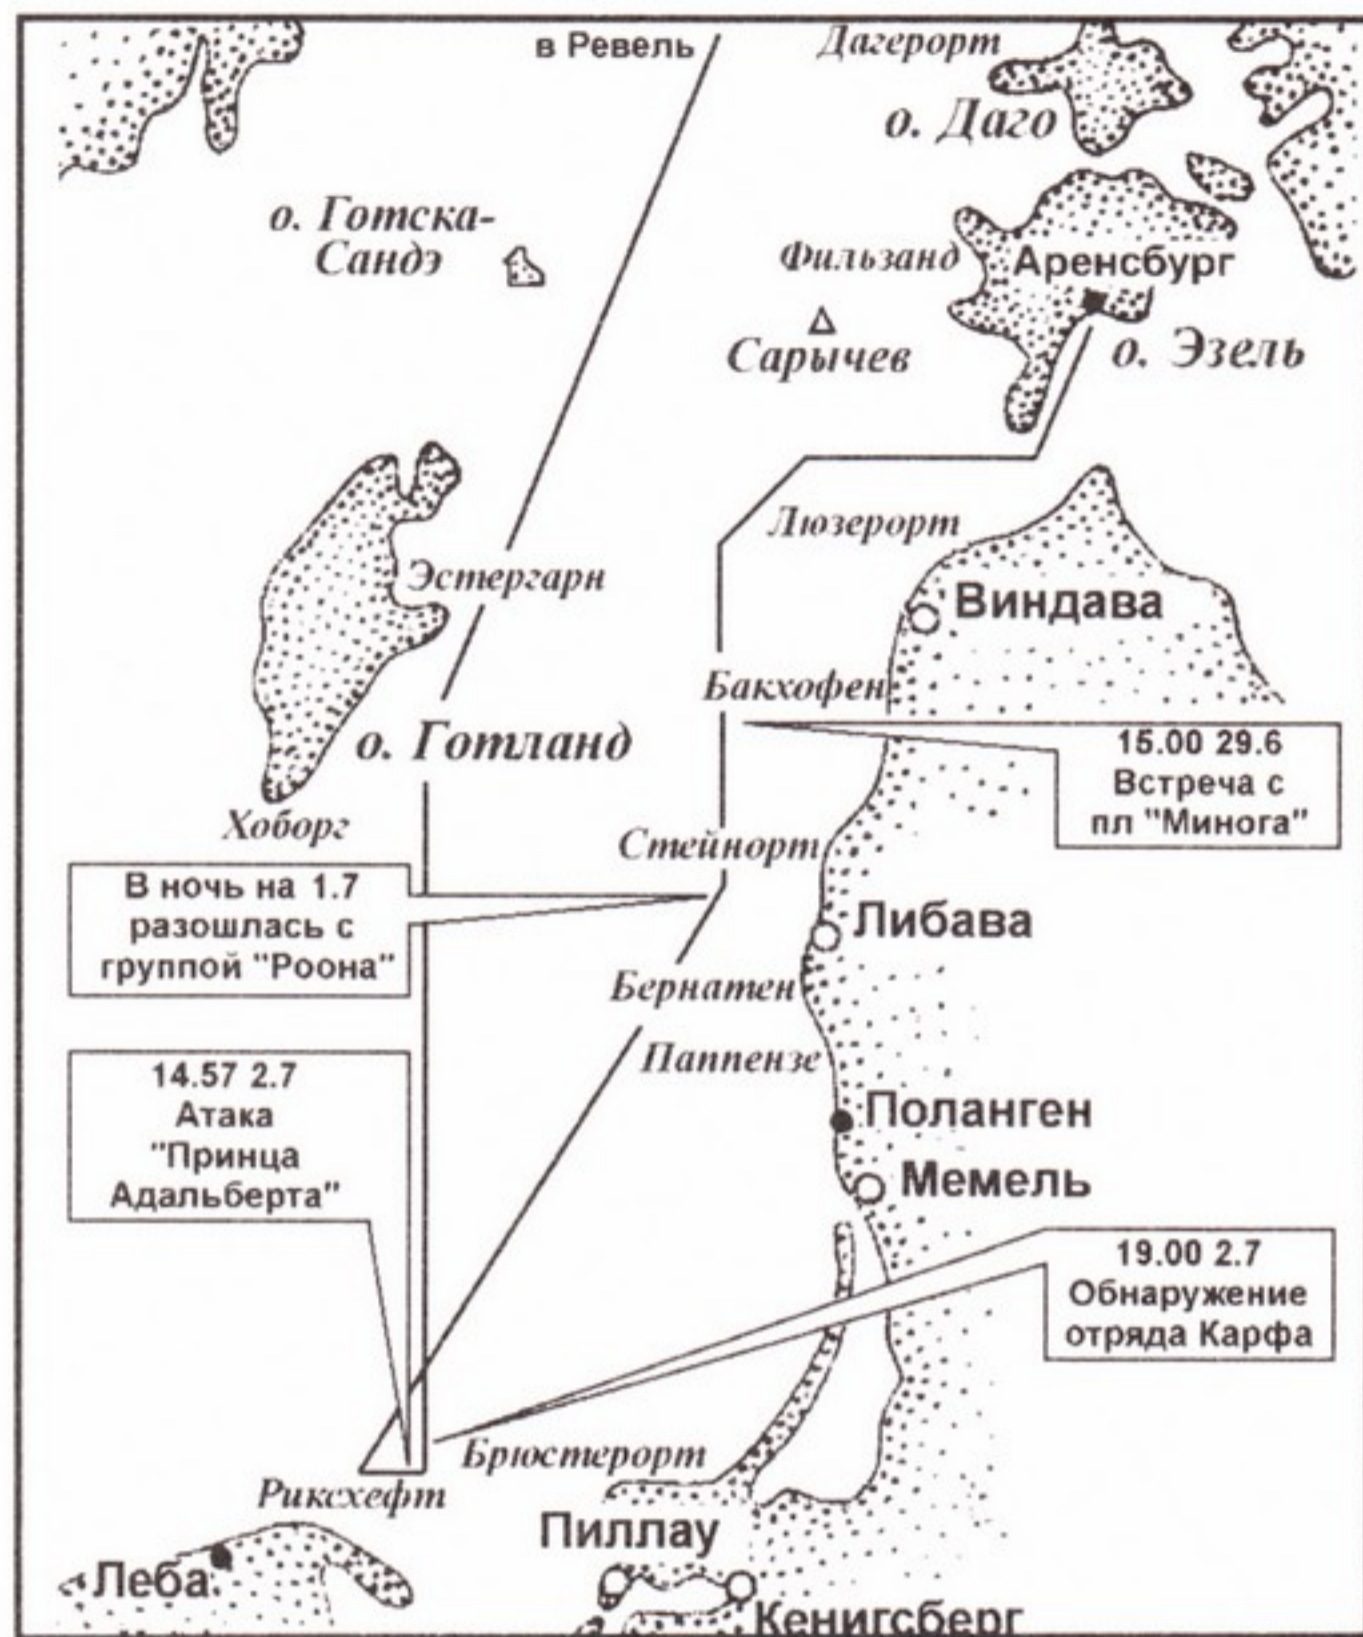 в Ревель
Дагерорт
о. Даго
о. Готска-
Сандэ
Фильзанд
Аренсбург
Сарычев
о. Эзель
Люзерорт
Эстергарн
Виндава
Бакхофен
о. Готланд
15.00 29.6
Встреча с
пл "Минога"
Хоборг
Стейнорт
В ночь на 1.7
разошлась с
группой "Роона"
Либава
Бернатен
Паппензе
14.57 2.7
Атака
"Принца
Адальберта"
Поланген
Мемель
19.00 2.7
Обнаружение
отряда Карфа
Брюстерорт
Риксхефт
Пиллау
Леба
Кенигсберг